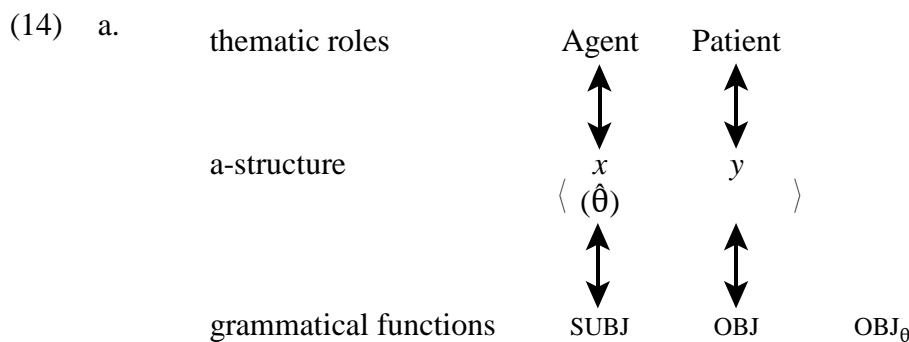 (14) a. thematic roles Agent Patient
a-structure x y
⟨ (θ̂) ⟩
grammatical functions SUBJ OBJ OBJθ